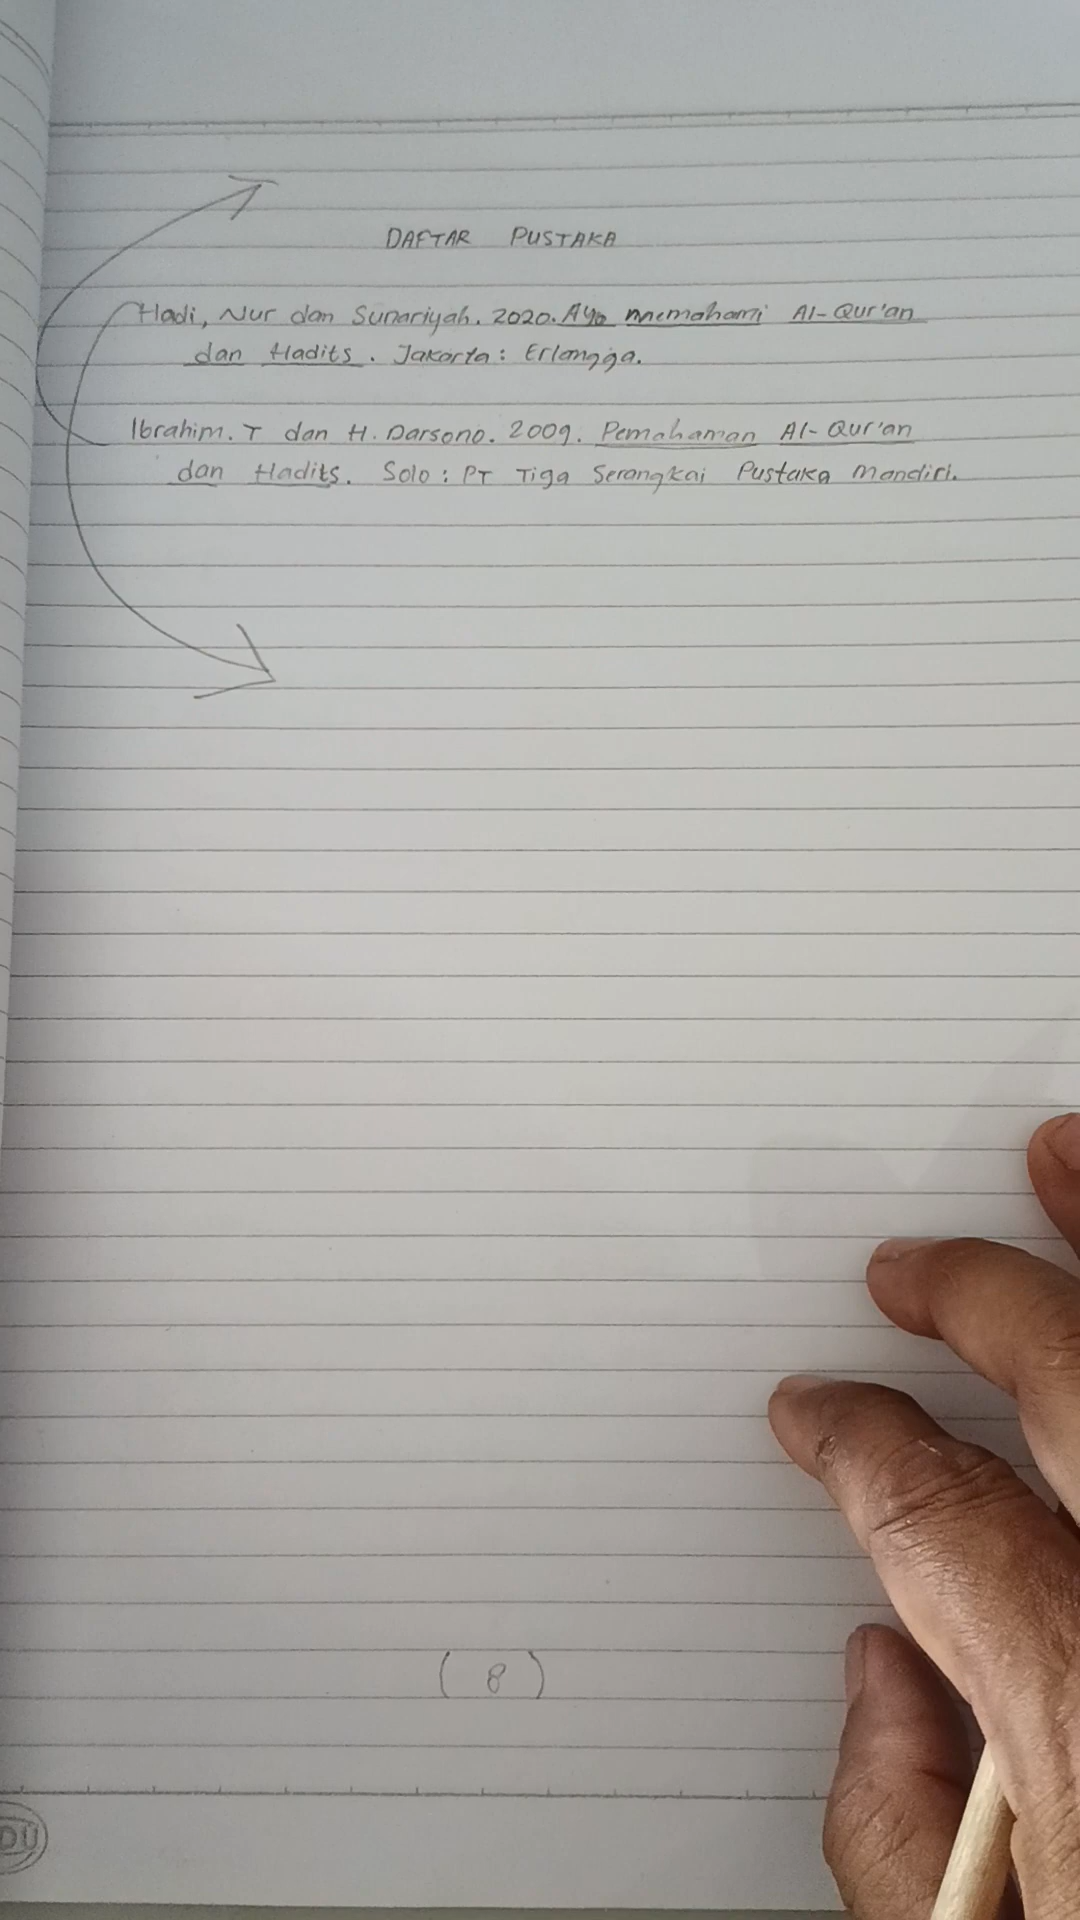 DAFTAR PUSTAKA
Hadi, Nur dan Sunariyah. 2020. Ayo memahami Al-Qur'an
dan Hadits. Jakarta: Erlangga.
Ibrahim. T dan H. Darsono. 2009. Pemahaman Al-Qur'an
dan Hadits. Solo: PT Tiga Serangkai Pustaka Mandiri.
(8)
DU